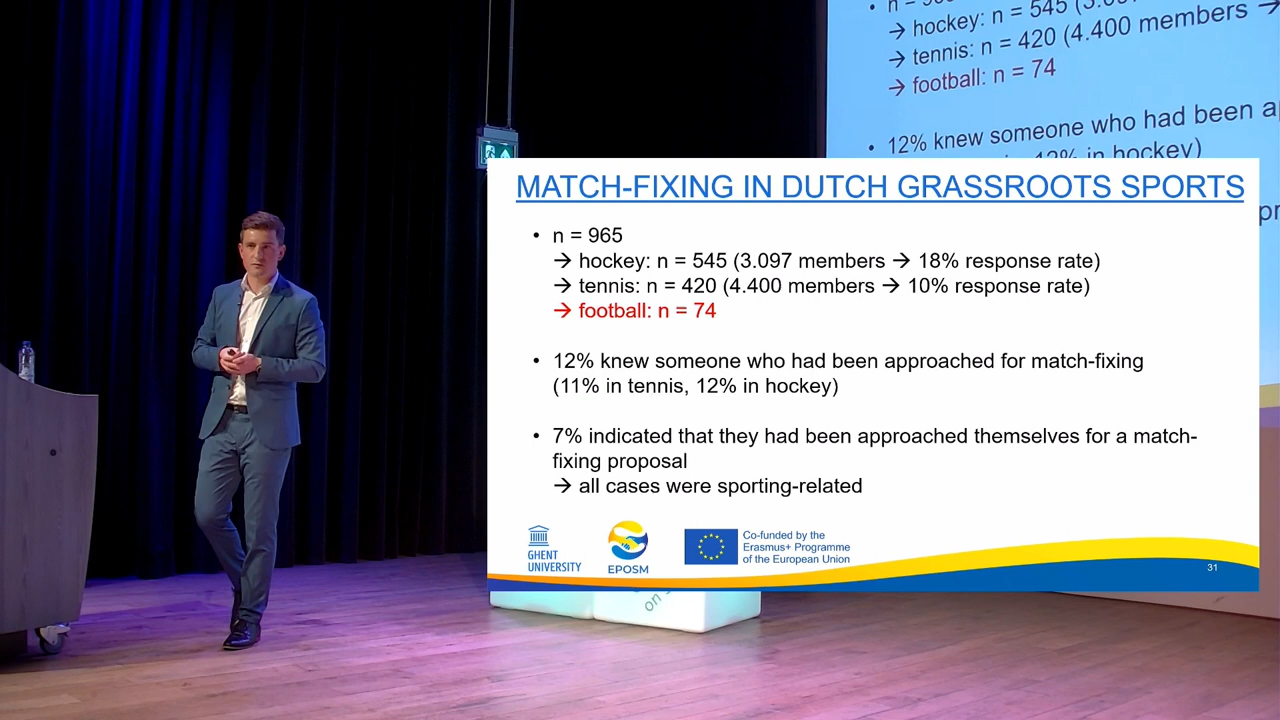 → hockey: n = 545
→ tennis: n = 420 (4.400 members →
→ football: n = 74
• 12% knew someone who had been
in hockey)
MATCH-FIXING IN DUTCH GRASSROOTS SPORTS
• n = 965
→ hockey: n = 545 (3.097 members → 18% response rate)
→ tennis: n = 420 (4.400 members → 10% response rate)
→ football: n = 74
• 12% knew someone who had been approached for match-fixing
(11% in tennis, 12% in hockey)
• 7% indicated that they had been approached themselves for a match-
fixing proposal
→ all cases were sporting-related
GHENT
UNIVERSITY
EPOSM
Co-funded by the
Erasmus+ Programme
of the European Union
31
on